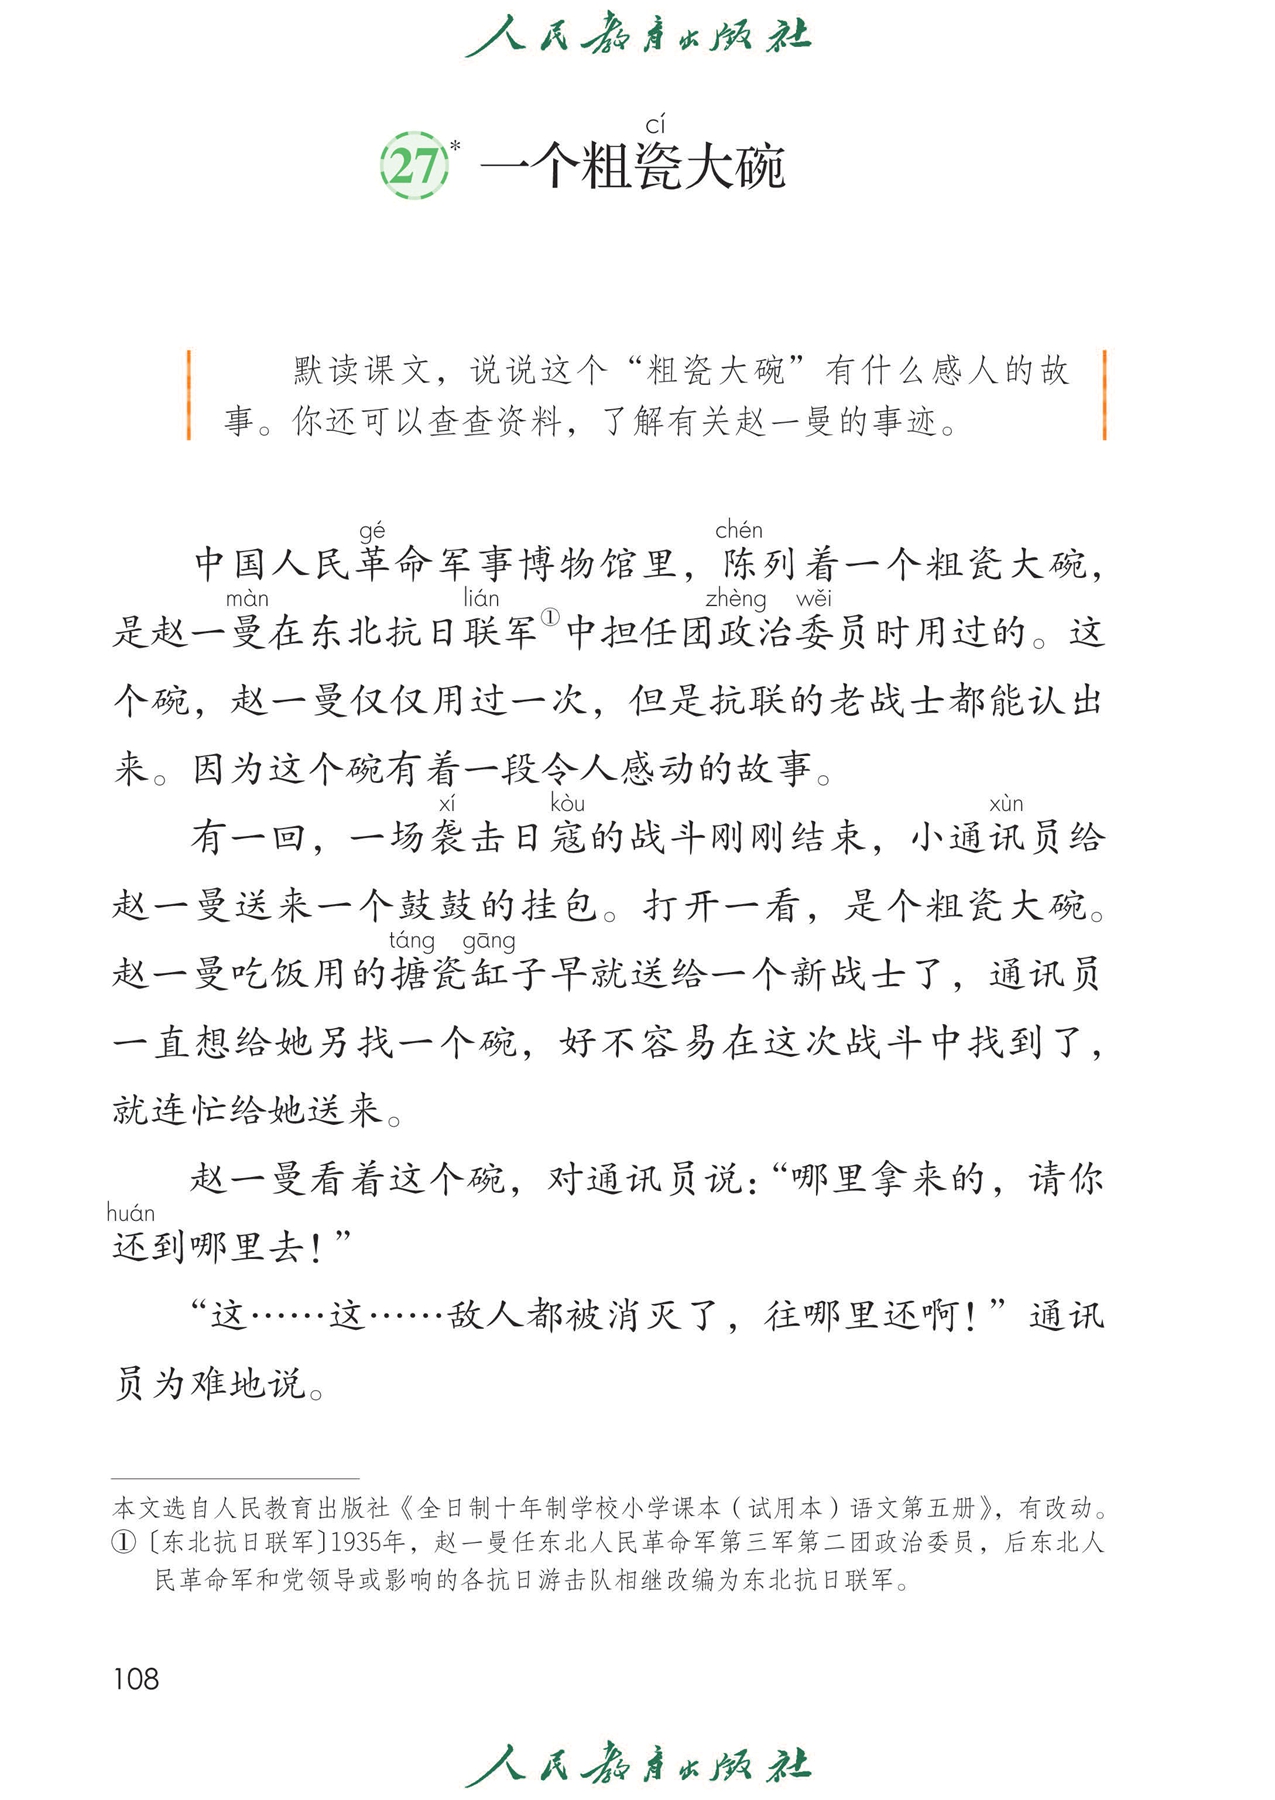 人民教育出版社
cí
27* 一个粗瓷大碗
默读课文，说说这个“粗瓷大碗”有什么感人的故
事。你还可以查查资料，了解有关赵一曼的事迹。
gé chén
中国人民革命军事博物馆里，陈列着一个粗瓷大碗，
màn lián zhèng wěi
是赵一曼在东北抗日联军①中担任团政治委员时用过的。这
个碗，赵一曼仅仅用过一次，但是抗联的老战士都能认出
来。因为这个碗有着一段令人感动的故事。
xí kòu xùn
有一回，一场袭击日寇的战斗刚刚结束，小通讯员给
赵一曼送来一个鼓鼓的挂包。打开一看，是个粗瓷大碗。
táng gāng
赵一曼吃饭用的搪瓷缸子早就送给一个新战士了，通讯员
一直想给她另找一个碗，好不容易在这次战斗中找到了，
就连忙给她送来。
赵一曼看着这个碗，对通讯员说：“哪里拿来的，请你
huán
还到哪里去！”
“这……这……敌人都被消灭了，往哪里还啊！”通讯
员为难地说。
本文选自人民教育出版社《全日制十年制学校小学课本（试用本）语文第五册》，有改动。
①〔东北抗日联军〕1935年，赵一曼任东北人民革命军第三军第二团政治委员，后东北人
民革命军和党领导或影响的各抗日游击队相继改编为东北抗日联军。
108
人民教育出版社